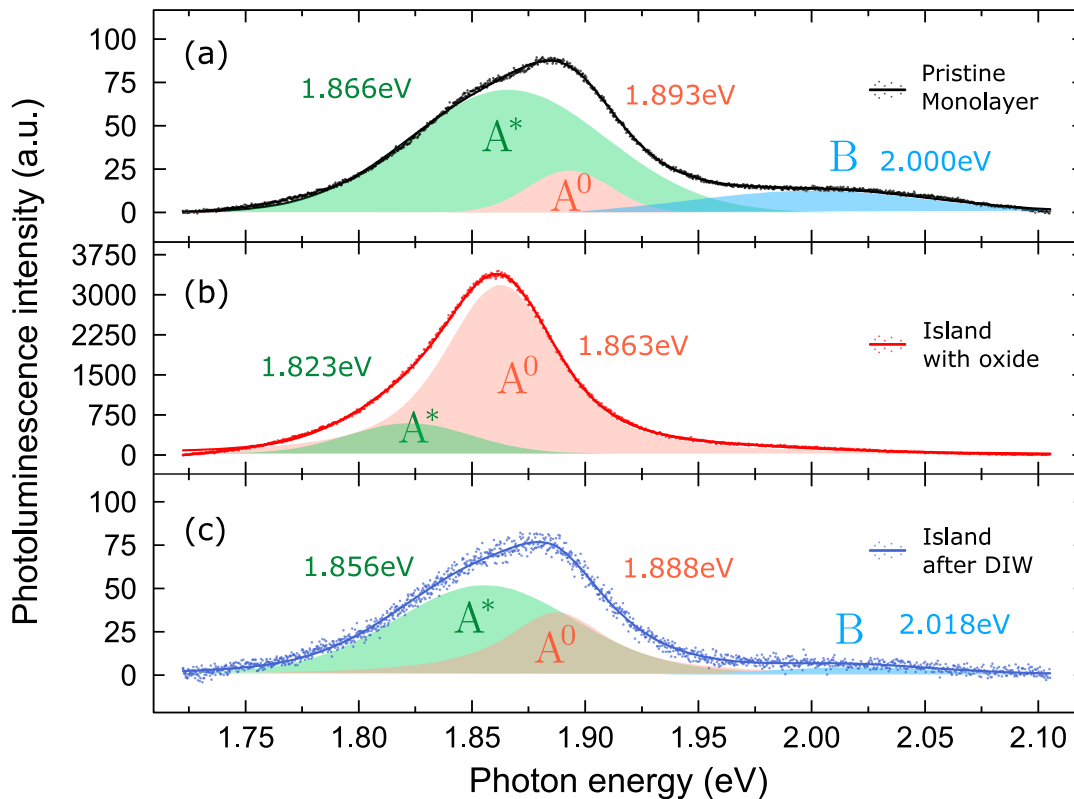 Photoluminescence intensity (a.u.)
100
75
50
25
0
(a)
1.866eV
1.893eV
A*
A⁰
B 2.000eV
Pristine
Monolayer
3750
3000
2250
1500
750
0
(b)
1.823eV
1.863eV
A*
A⁰
Island
with oxide
100
75
50
25
0
(c)
1.856eV
1.888eV
A*
A⁰
B 2.018eV
Island
after DIW
1.75 1.80 1.85 1.90 1.95 2.00 2.05 2.10
Photon energy (eV)